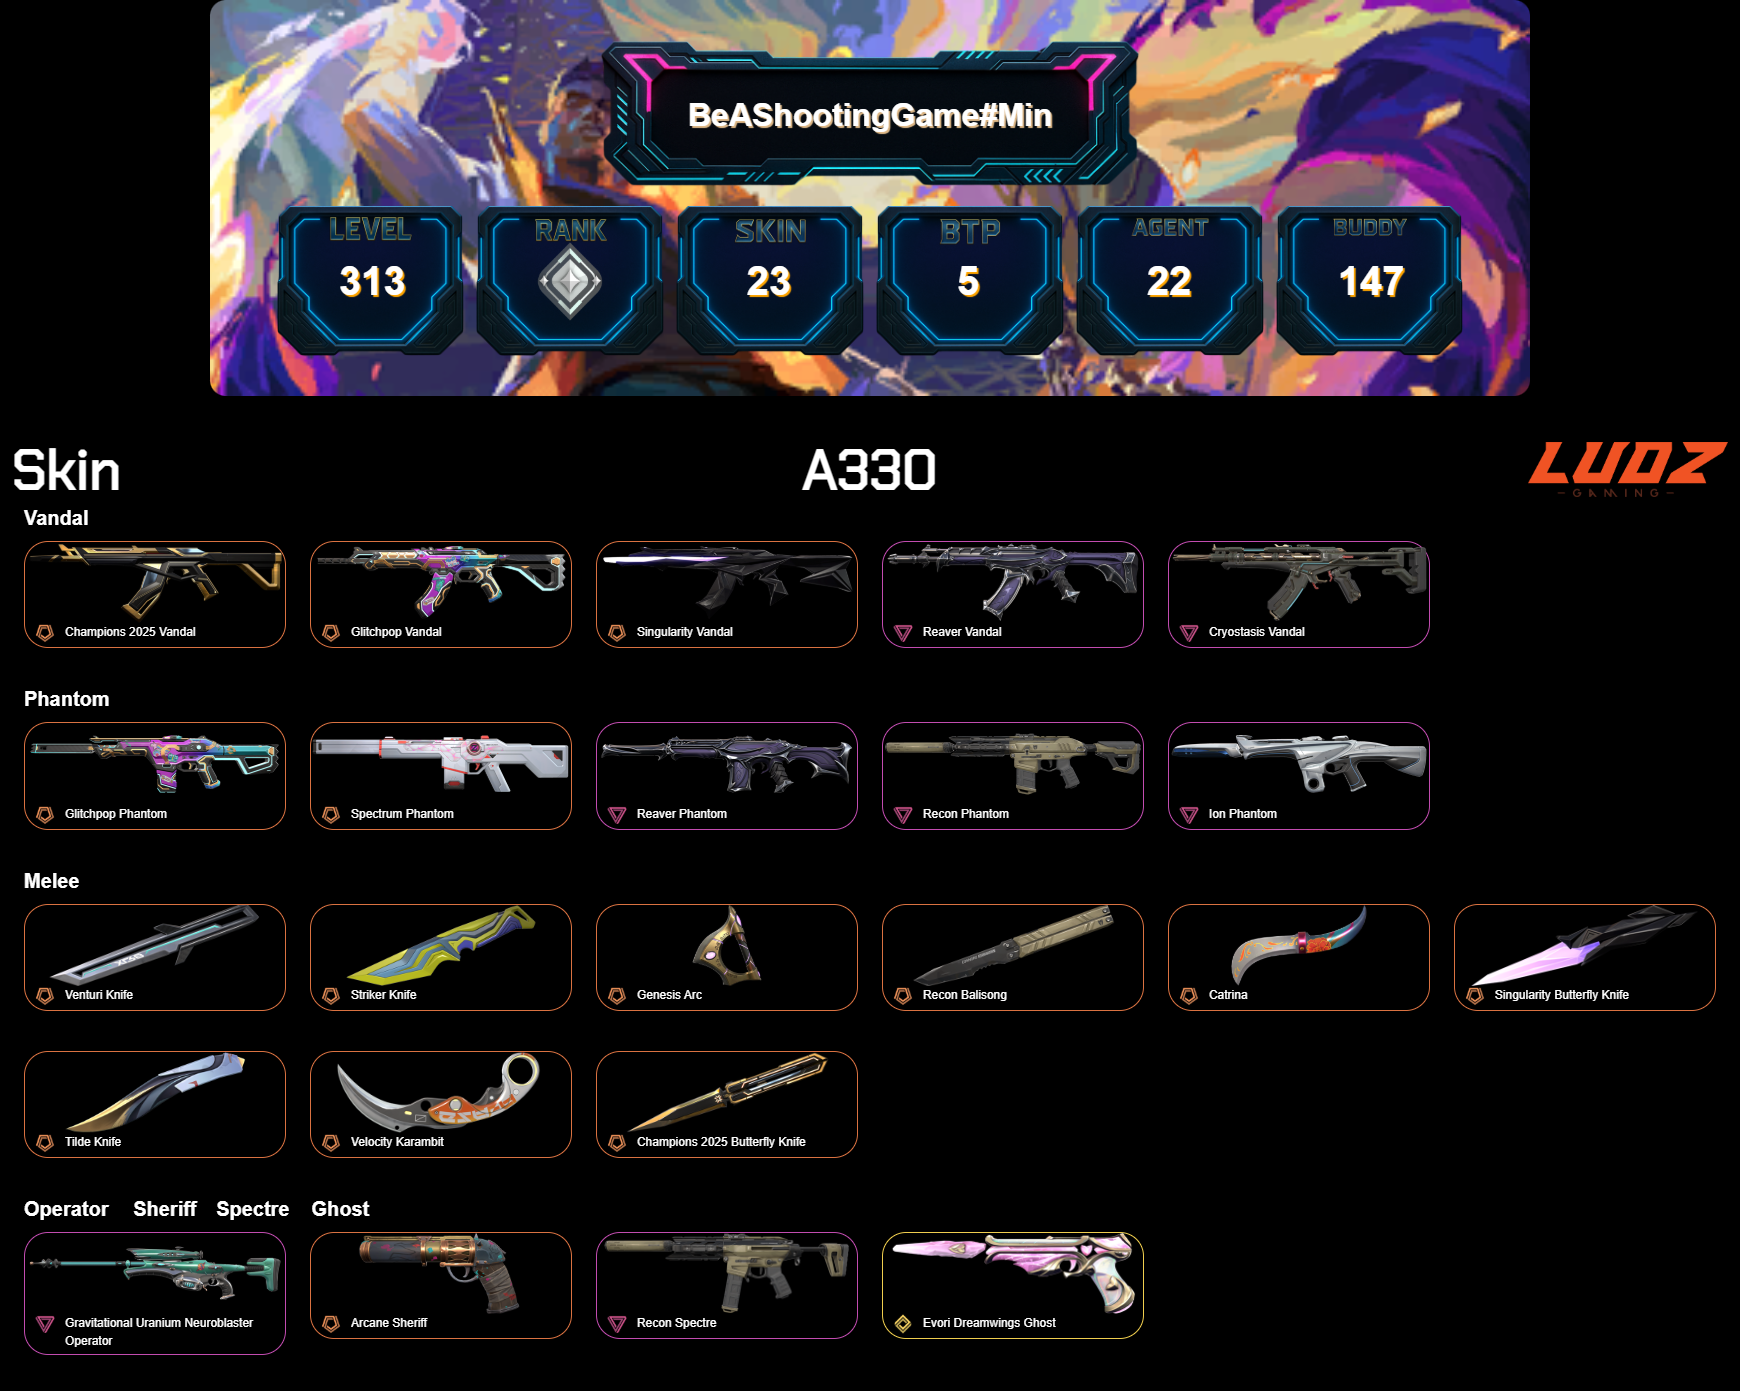 BeAShootingGame#Min
LEVEL RANK SKIN BTP AGENT BUDDY
313 23 5 22 147
Skin A330 LUDZ
-GAMING-
Vandal
Champions 2025 Vandal Glitchpop Vandal Singularity Vandal Reaver Vandal Cryostasis Vandal
Phantom
Glitchpop Phantom Spectrum Phantom Reaver Phantom Recon Phantom Ion Phantom
Melee
Venturi Knife Striker Knife Genesis Arc Recon Balisong Catrina Singularity Butterfly Knife
Tilde Knife Velocity Karambit Champions 2025 Butterfly Knife
Operator Sheriff Spectre Ghost
Gravitational Uranium Neuroblaster Arcane Sheriff Recon Spectre Evori Dreamwings Ghost
Operator